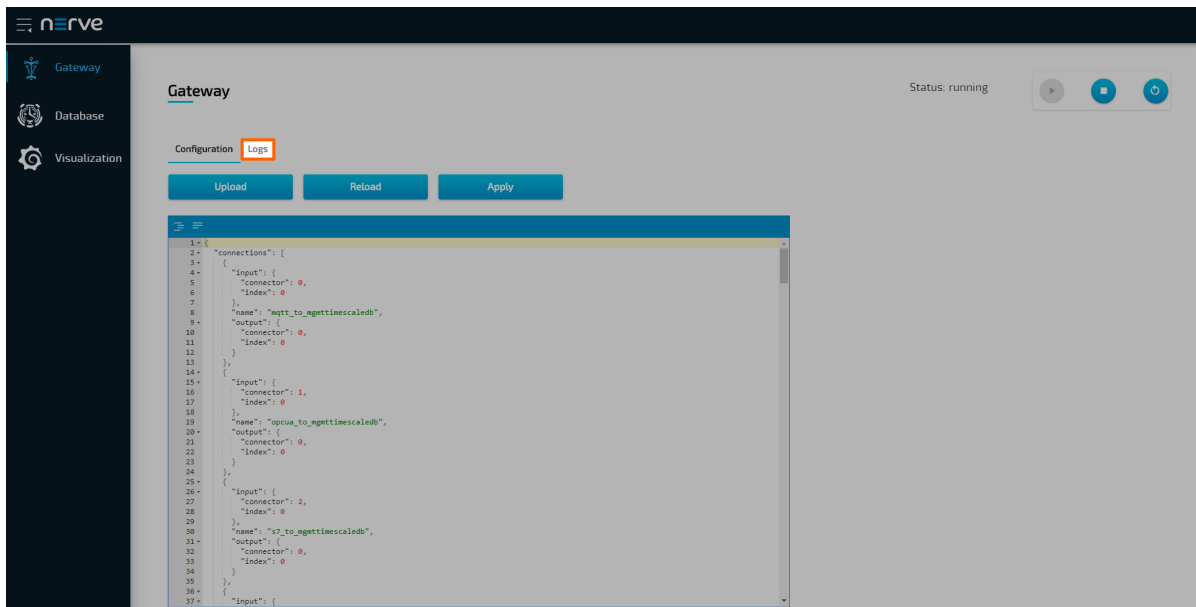 nerve
Gateway
Database
Visualization
Gateway
Status: running
Configuration Logs
Upload Reload Apply
1 {
2 "connections": [
3 {
4 "input": {
5 "connector": 0,
6 "index": 0
7 },
8 "name": "mqtt_to_mgmttimescaledb",
9 "output": {
10 "connector": 0,
11 "index": 0
12 }
13 },
14 {
15 "input": {
16 "connector": 1,
17 "index": 0
18 },
19 "name": "opcua_to_mgmttimescaledb",
20 "output": {
21 "connector": 0,
22 "index": 0
23 }
24 },
25 {
26 "input": {
27 "connector": 2,
28 "index": 0
29 },
30 "name": "s7_to_mgmttimescaledb",
31 "output": {
32 "connector": 0,
33 "index": 0
34 }
35 },
36 {
37 "input": {